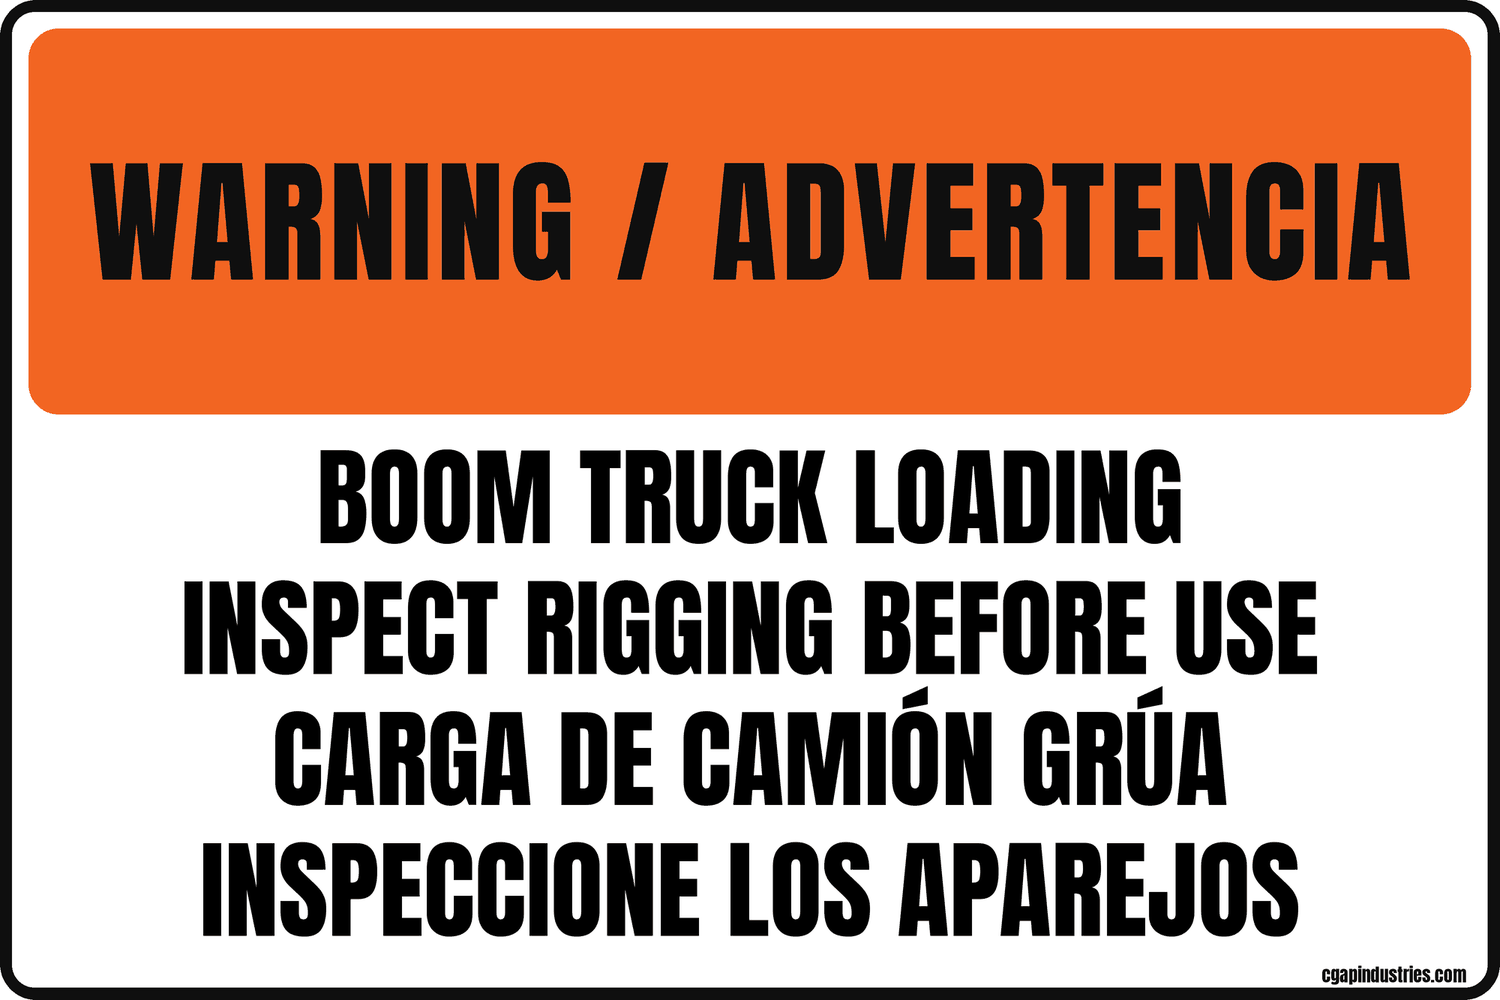 WARNING / ADVERTENCIA
BOOM TRUCK LOADING
INSPECT RIGGING BEFORE USE
CARGA DE CAMIÓN GRÚA
INSPECCIONE LOS APAREJOS
cgapindustries.com